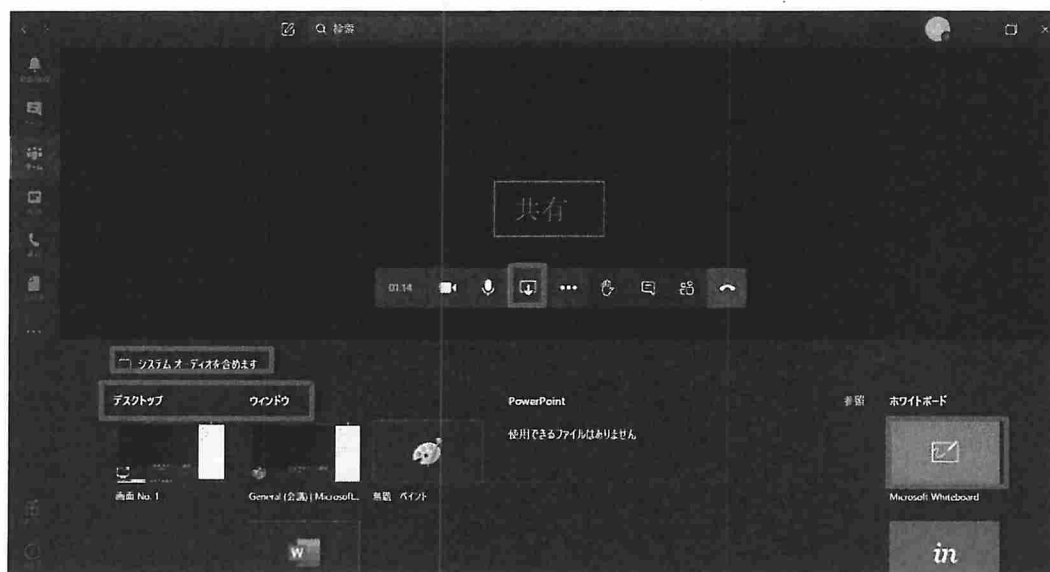 検索
チーム
共有
01:14
システム オーディオを含めます
デスクトップ
ウィンドウ
PowerPoint
参照
ホワイトボード
使用できるファイルはありません
画面 No. 1
General (会議) | Microsoft...
無題 - ペイント
Microsoft Whiteboard
W
in